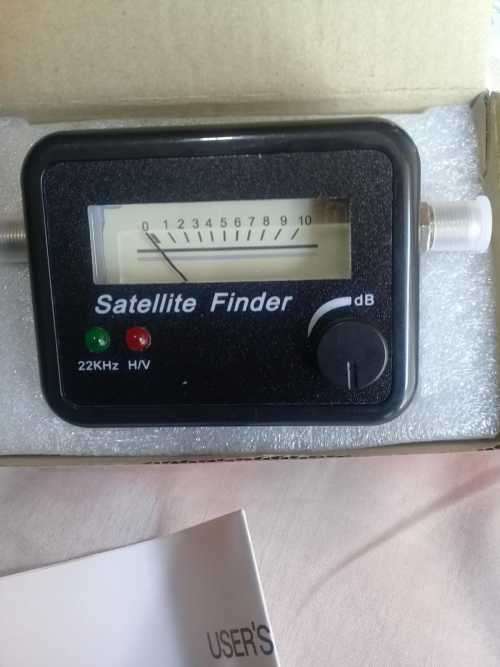 0 1 2 3 4 5 6 7 8 9 10
Satellite Finder
dB
22KHz H/V
USER'S